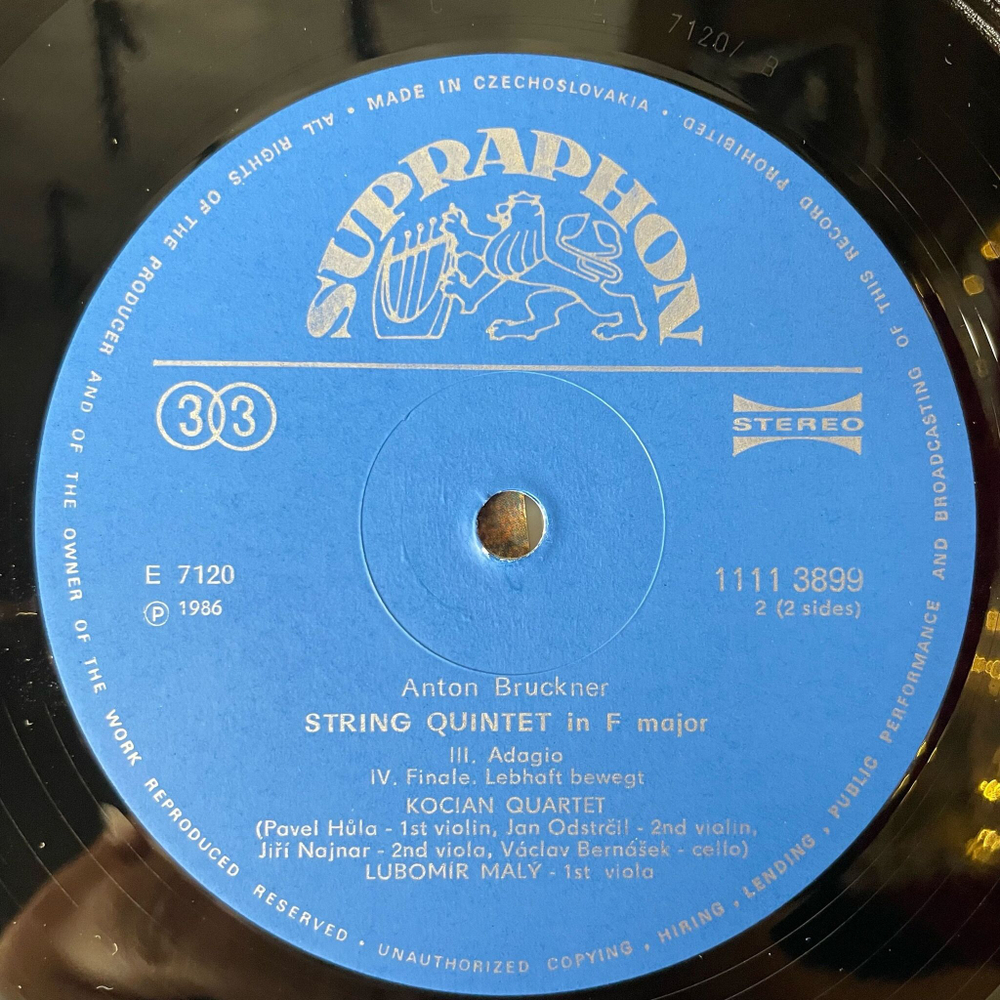 7120/ B
• MADE IN CZECHOSLOVAKIA •
ALL RIGHTS OF THE PRODUCER AND OF THE OWNER OF THE WORK REPRODUCED RESERVED • UNAUTHORIZED COPYING , HIRING , LENDING , PUBLIC PERFORMANCE AND BROADCASTING OF THIS RECORD PROHIBITED.
SUPRAPHON
33
STEREO
E 7120
1111 3899
Ⓟ 1986
2 (2 sides)
Anton Bruckner
STRING QUINTET in F major
III. Adagio
IV. Finale. Lebhaft bewegt
KOCIAN QUARTET
(Pavel Hůla - 1st violin, Jan Odstrčil - 2nd violin,
Jiří Najnar - 2nd viola, Václav Bernášek - cello)
LUBOMÍR MALÝ - 1st viola